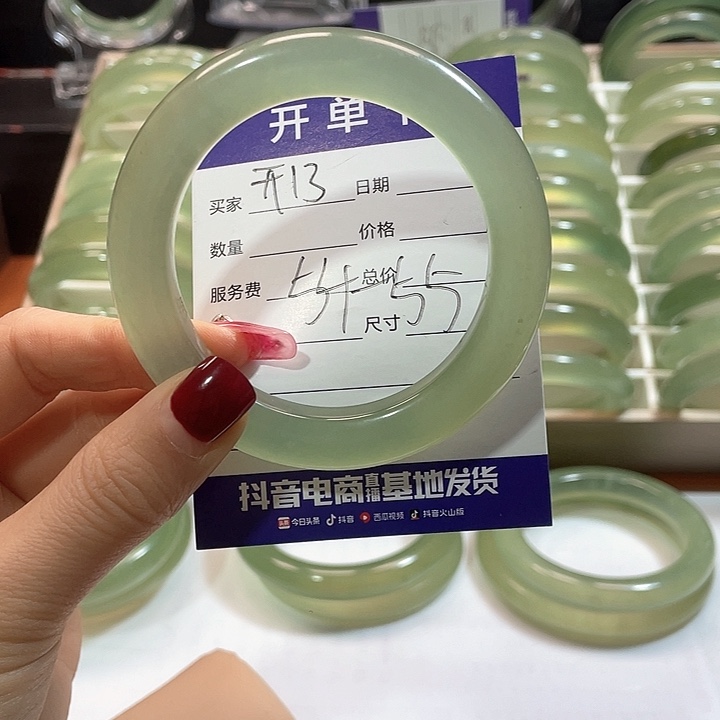 开单
买家 开13 日期
数量 价格
服务费 总价
尺寸 55
抖音电商直播基地发货
头条 今日头条 抖音 西瓜视频 抖音火山版